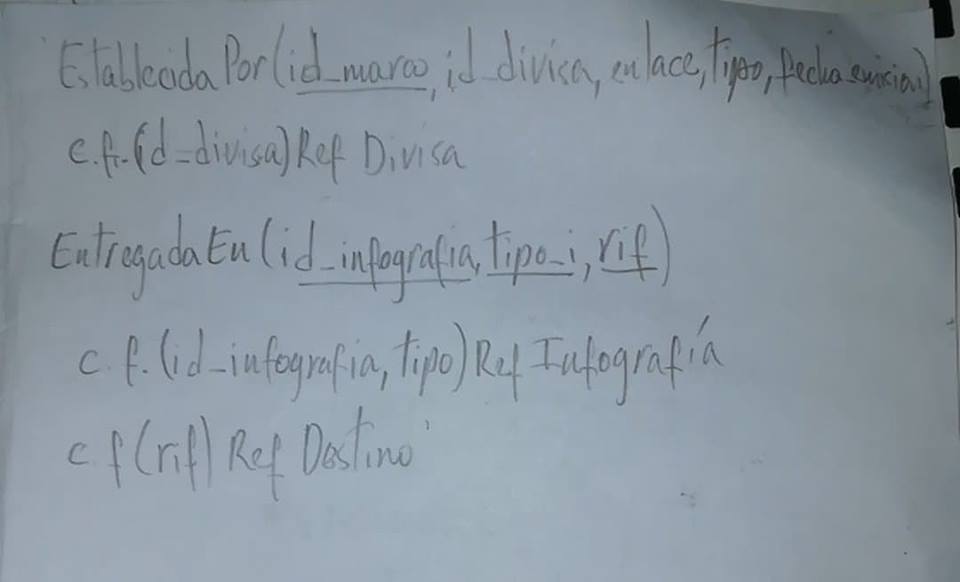 EstablecidaPor(id_marco, id_divisa, enlace, tipo, fecha_inicial)
c.f.(id_divisa) Ref Divisa
EntregadaEn(id_infografia, tipo_i, rif)
c.f.(id_infografia, tipo) Ref Infografía
c.f(rif) Ref Destino